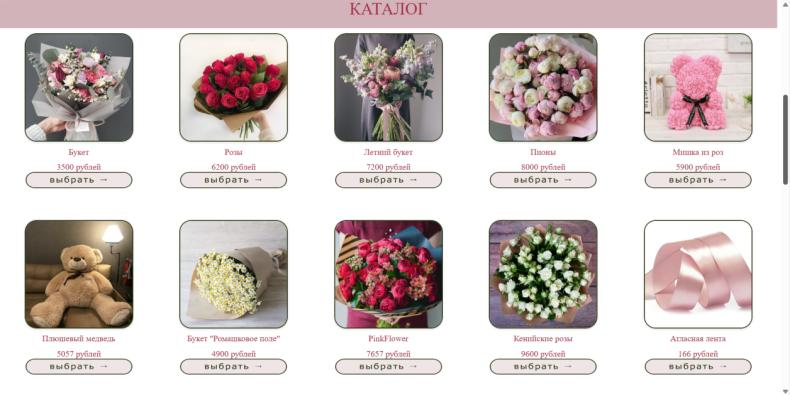 КАТАЛОГ
Букет
3500 рублей
выбрать →
Розы
6200 рублей
выбрать →
Летний букет
7200 рублей
выбрать →
Пионы
8000 рублей
выбрать →
Мишка из роз
5900 рублей
выбрать →
Плюшевый медведь
5057 рублей
выбрать →
Букет "Ромашковое поле"
4900 рублей
выбрать →
PinkFlower
7657 рублей
выбрать →
Кенийские розы
9600 рублей
выбрать →
Атласная лента
166 рублей
выбрать →